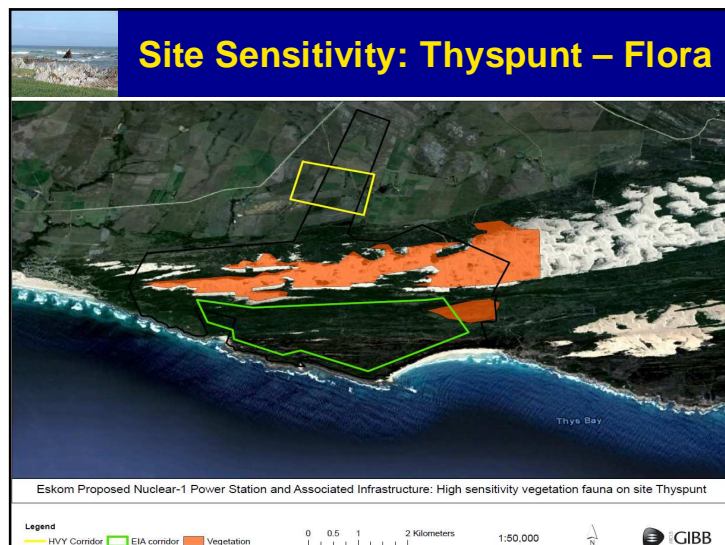 Site Sensitivity: Thyspunt – Flora
Thys Bay
Eskom Proposed Nuclear-1 Power Station and Associated Infrastructure: High sensitivity vegetation fauna on site Thyspunt
Legend
HVY Corridor EIA corridor Vegetation
0 0.5 1 2 Kilometers
1:50,000
N
GIBB